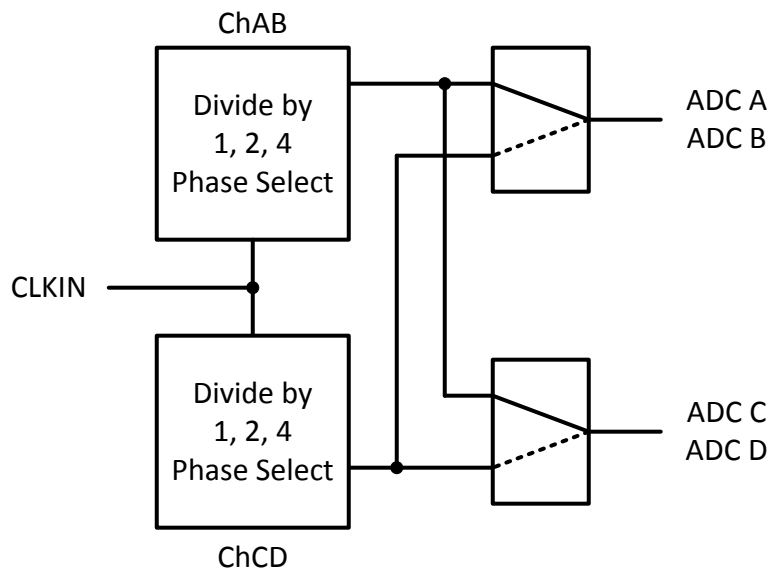 ChAB
Divide by
1, 2, 4
Phase Select
ADC A
ADC B
CLKIN
Divide by
1, 2, 4
Phase Select
ADC C
ADC D
ChCD